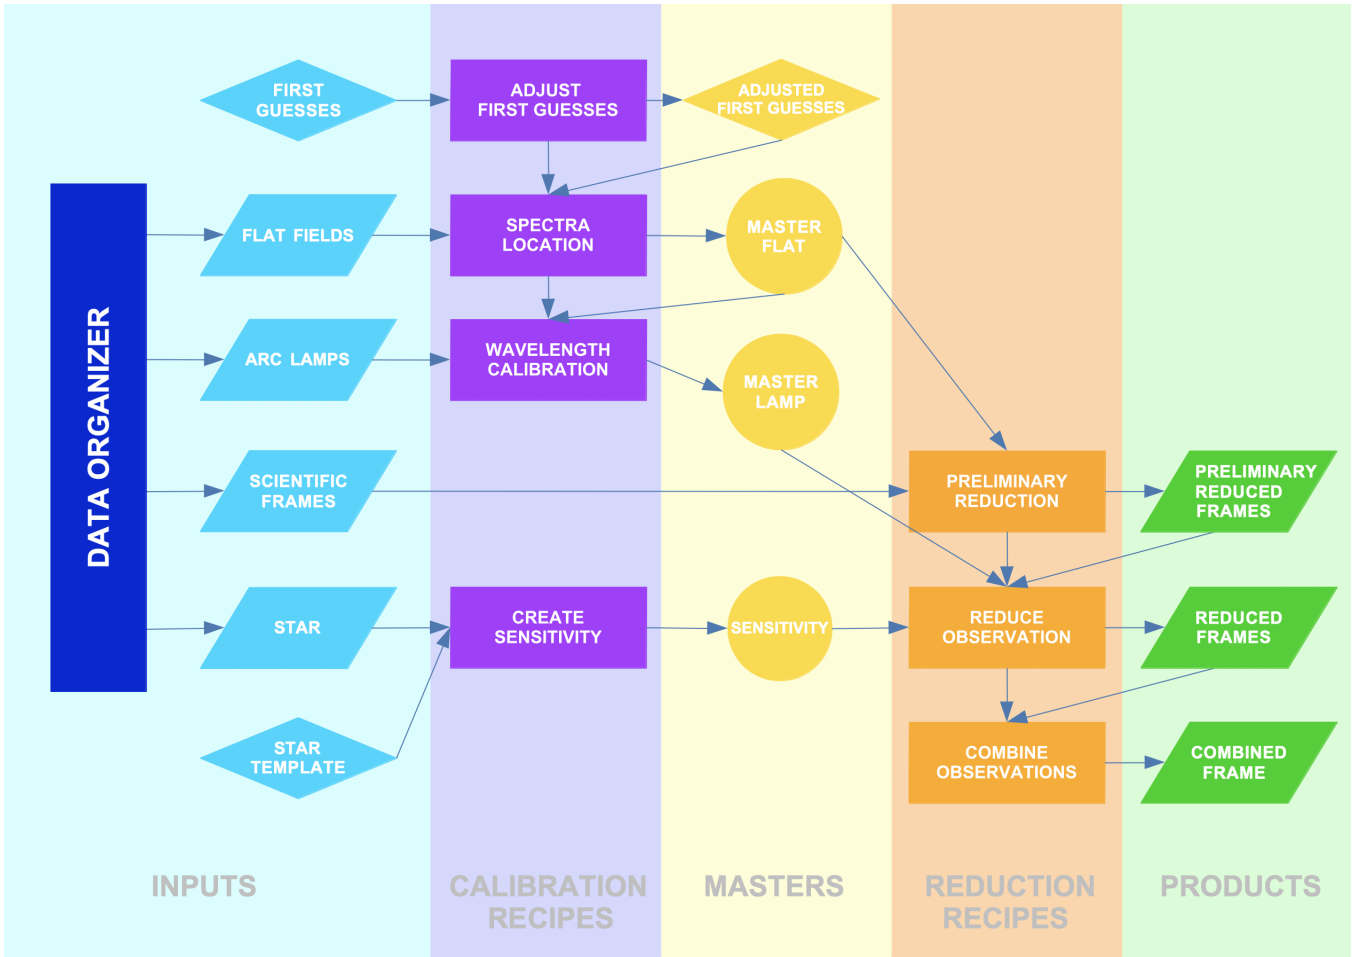 FIRST
GUESSES
ADJUST
FIRST GUESSES
ADJUSTED
FIRST GUESSES
DATA ORGANIZER
FLAT FIELDS
SPECTRA
LOCATION
MASTER
FLAT
ARC LAMPS
WAVELENGTH
CALIBRATION
MASTER
LAMP
SCIENTIFIC
FRAMES
PRELIMINARY
REDUCTION
PRELIMINARY
REDUCED
FRAMES
STAR
CREATE
SENSITIVITY
SENSITIVITY
REDUCE
OBSERVATION
REDUCED
FRAMES
STAR
TEMPLATE
COMBINE
OBSERVATIONS
COMBINED
FRAME
INPUTS
CALIBRATION
RECIPES
MASTERS
REDUCTION
RECIPES
PRODUCTS